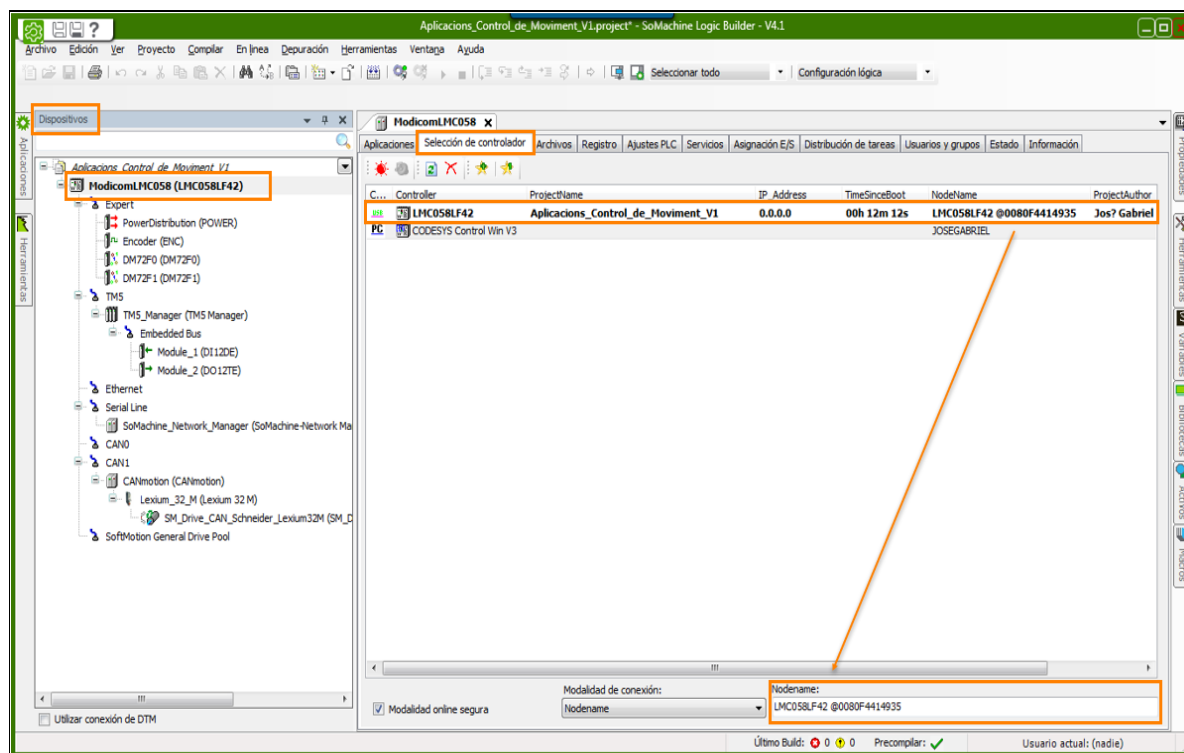 Aplicacions_Control_de_Moviment_V1.project* - SoMachine Logic Builder - V4.1
Archivo Edición Ver Proyecto Compilar En línea Depuración Herramientas Ventana Ayuda
Seleccionar todo Configuración lógica
Dispositivos
ModicomLMC058
Aplicaciones Selección de controlador Archivos Registro Ajustes PLC Servicios Asignación E/S Distribución de tareas Usuarios y grupos Estado Información
Aplicaciones
Herramientas
Aplicacions_Control_de_Moviment_V1
ModicomLMC058 (LMC058LF42)
Expert
PowerDistribution (POWER)
Encoder (ENC)
DM72F0 (DM72F0)
DM72F1 (DM72F1)
TM5
TM5_Manager (TM5 Manager)
Embedded Bus
Module_1 (DI12DE)
Module_2 (DO12TE)
Ethernet
Serial Line
SoMachine_Network_Manager (SoMachine-Network Ma
CAN0
CAN1
CANmotion (CANmotion)
Lexium_32_M (Lexium 32 M)
SM_Drive_CAN_Schneider_Lexium32M (SM_D
SoftMotion General Drive Pool
Utilizar conexión de DTM
C... Controller ProjectName IP_Address TimeSinceBoot NodeName ProjectAuthor
USB LMC058LF42 Aplicacions_Control_de_Moviment_V1 0.0.0.0 00h 12m 12s LMC058LF42 @0080F4414935 Jos? Gabriel
PC CODESYS Control Win V3 JOSEGABRIEL
Modalidad online segura
Modalidad de conexión:
Nodename
Nodename:
LMC058LF42 @0080F4414935
Propiedades
Herramientas
Variables
Bibliotecas
Activos
Macros
Último Build: 0 0 Precompilar: Usuario actual: (nadie)